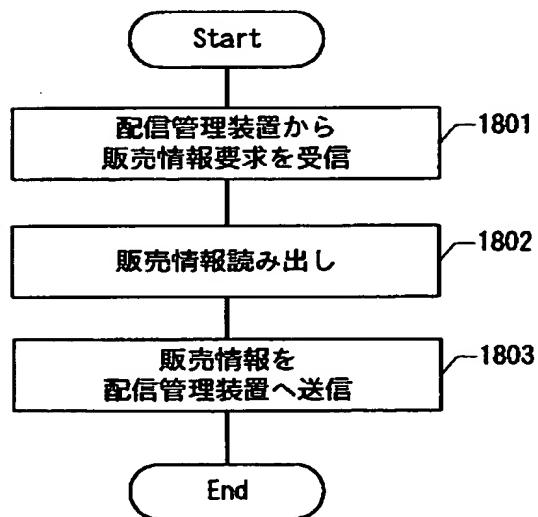 Start
配信管理装置から
販売情報要求を受信
1801
販売情報読み出し
1802
販売情報を
配信管理装置へ送信
1803
End